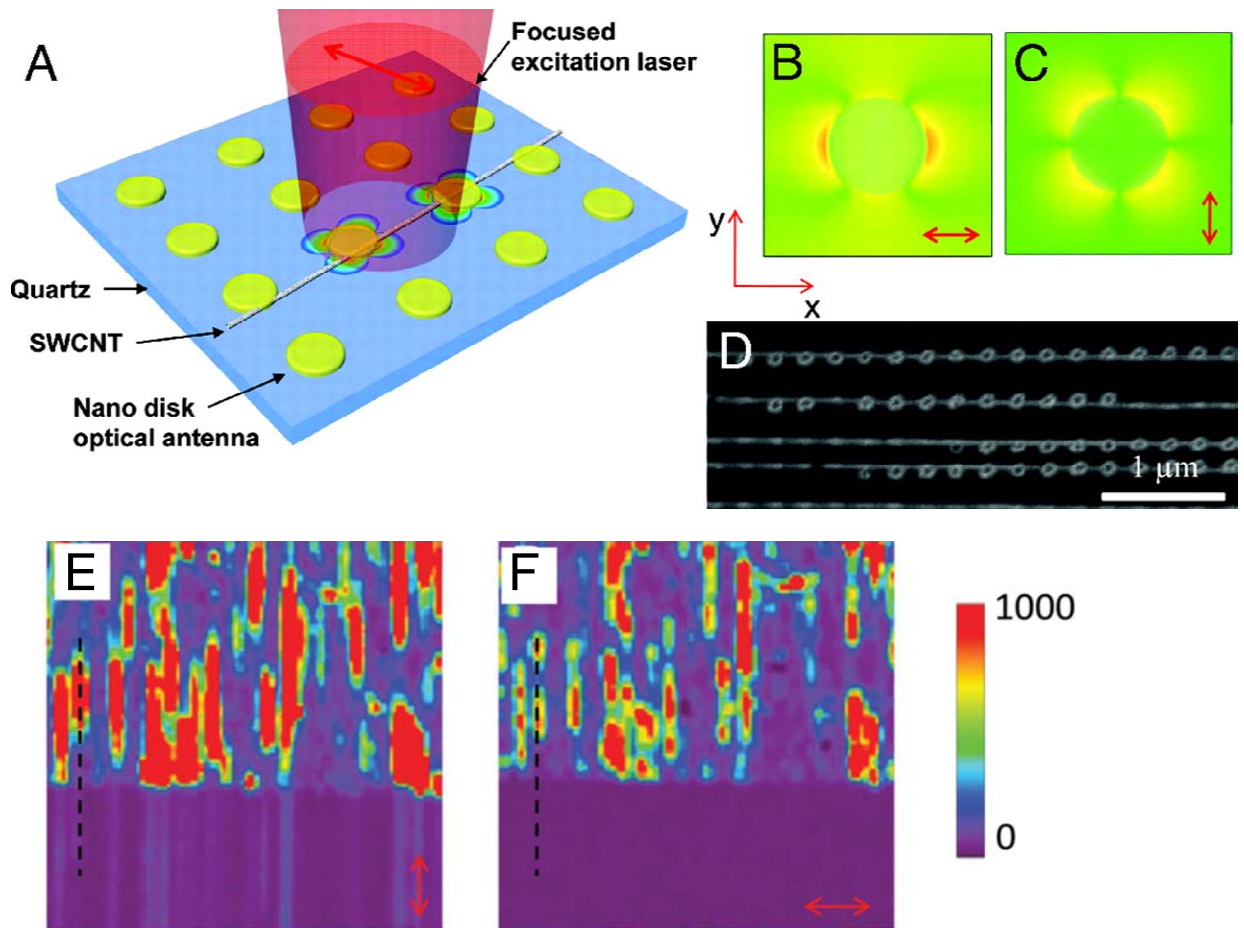 A
Focused
excitation laser
Quartz
SWCNT
Nano disk
optical antenna
B
C
y
x
D
1 μm
E
F
1000
0